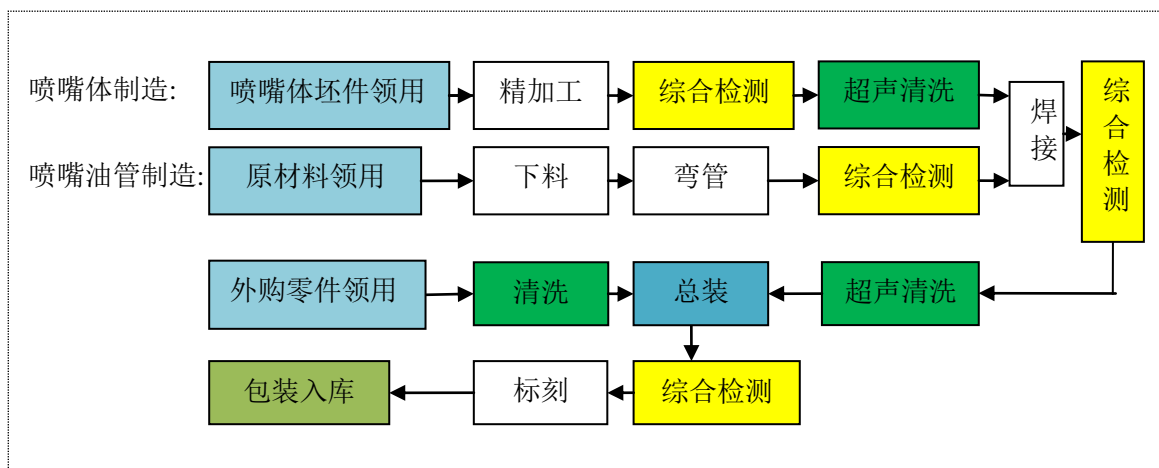 喷嘴体制造: 喷嘴体坯件领用 精加工 综合检测 超声清洗
焊接
综合检测
喷嘴油管制造: 原材料领用 下料 弯管 综合检测
外购零件领用 清洗 总装 超声清洗
包装入库 标刻 综合检测